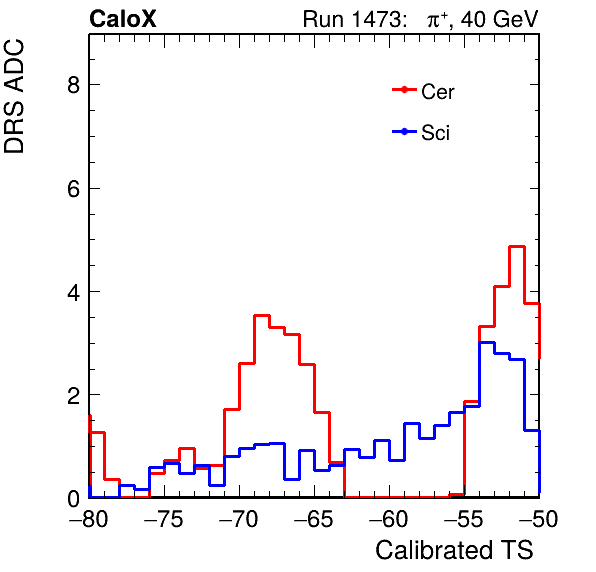 CaloX Run 1473: π⁺, 40 GeV
DRS ADC
8
6
4
2
0
Cer
Sci
−80 −75 −70 −65 −60 −55 −50
Calibrated TS